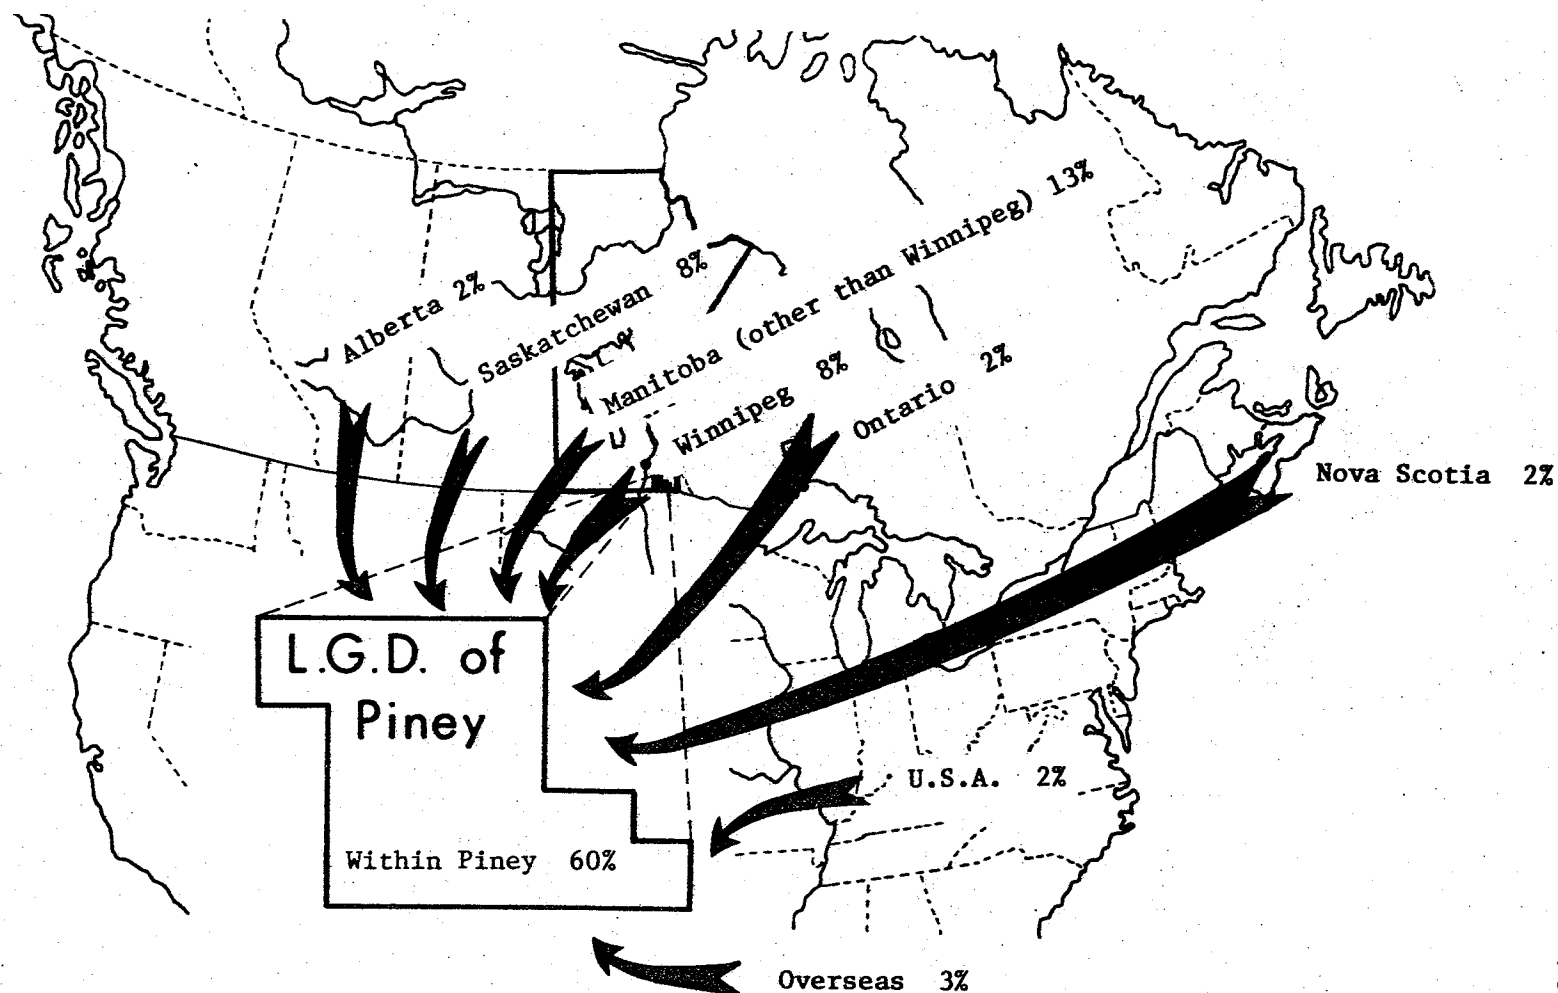 Alberta 2%
Saskatchewan 8%
Manitoba (other than Winnipeg) 13%
Winnipeg 8%
Ontario 2%
Nova Scotia 2%
L.G.D. of
Piney
U.S.A. 2%
Within Piney 60%
Overseas 3%